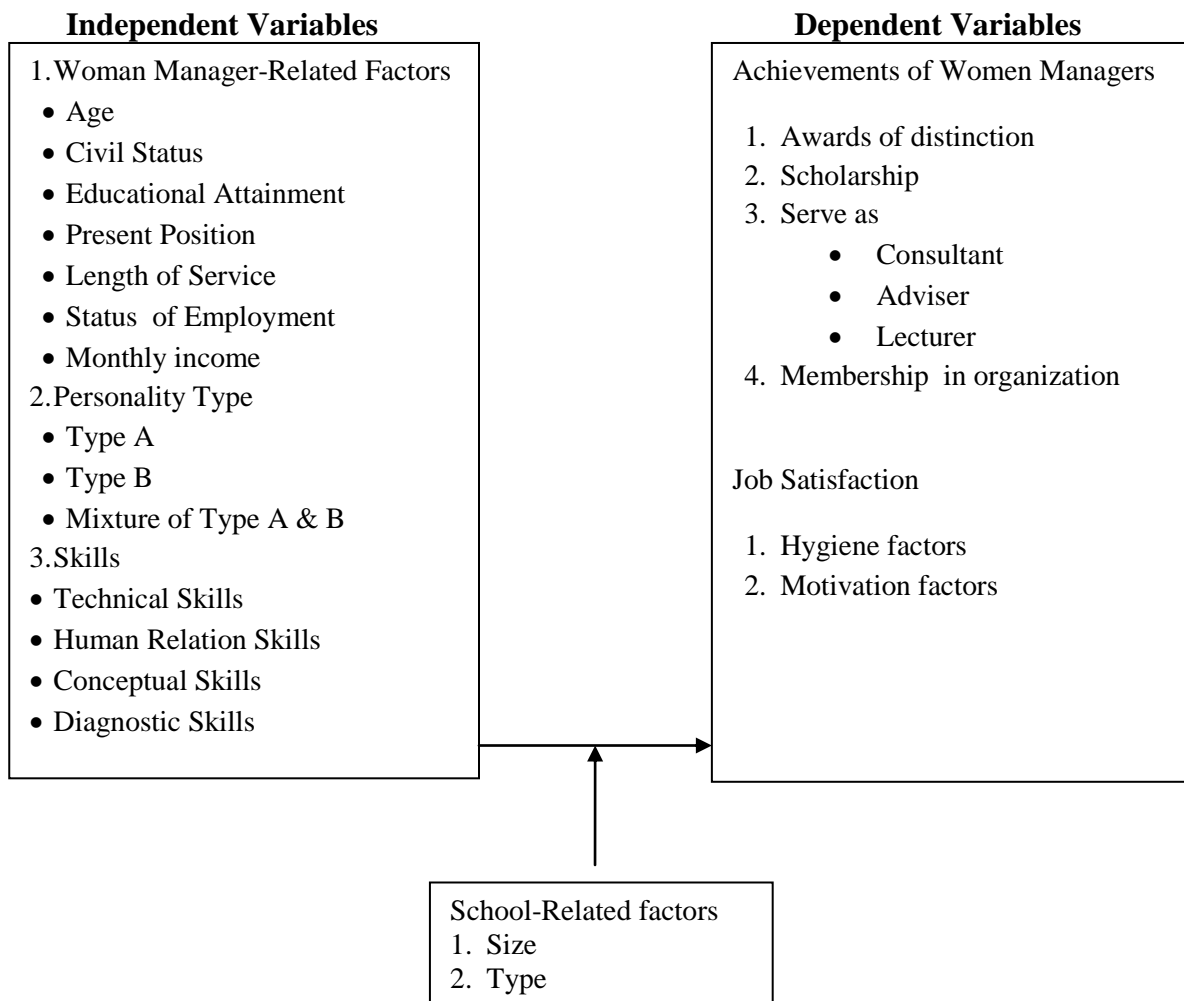 Independent Variables
1. Woman Manager-Related Factors
• Age
• Civil Status
• Educational Attainment
• Present Position
• Length of Service
• Status of Employment
• Monthly income
2. Personality Type
• Type A
• Type B
• Mixture of Type A & B
3. Skills
• Technical Skills
• Human Relation Skills
• Conceptual Skills
• Diagnostic Skills
Dependent Variables
Achievements of Women Managers
1. Awards of distinction
2. Scholarship
3. Serve as
• Consultant
• Adviser
• Lecturer
4. Membership in organization
Job Satisfaction
1. Hygiene factors
2. Motivation factors
School-Related factors
1. Size
2. Type